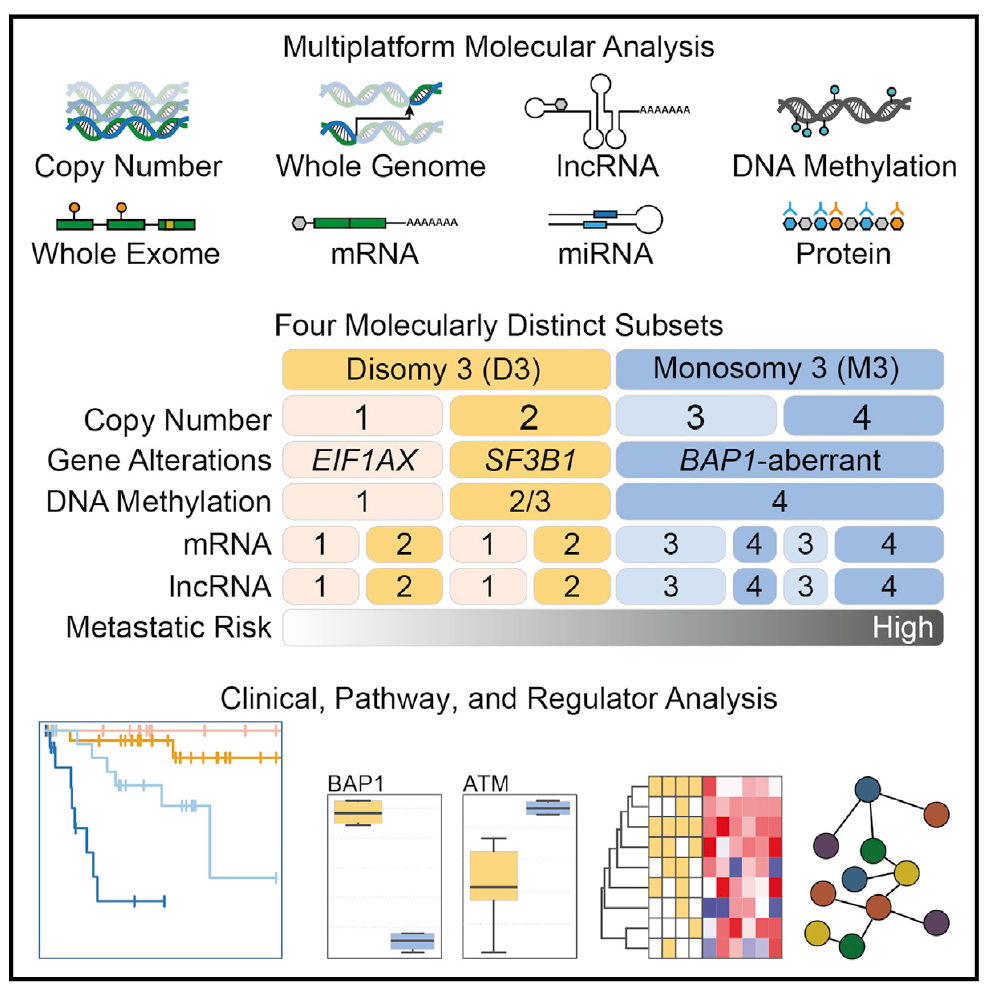 Multiplatform Molecular Analysis
AAAAAAA
Copy Number Whole Genome lncRNA DNA Methylation
AAAAAAA
Whole Exome mRNA miRNA Protein
Four Molecularly Distinct Subsets
Disomy 3 (D3) Monosomy 3 (M3)
Copy Number 1 2 3 4
Gene Alterations EIF1AX SF3B1 BAP1-aberrant
DNA Methylation 1 2/3 4
mRNA 1 2 1 2 3 4 3 4
lncRNA 1 2 1 2 3 4 3 4
Metastatic Risk High
Clinical, Pathway, and Regulator Analysis
BAP1 ATM